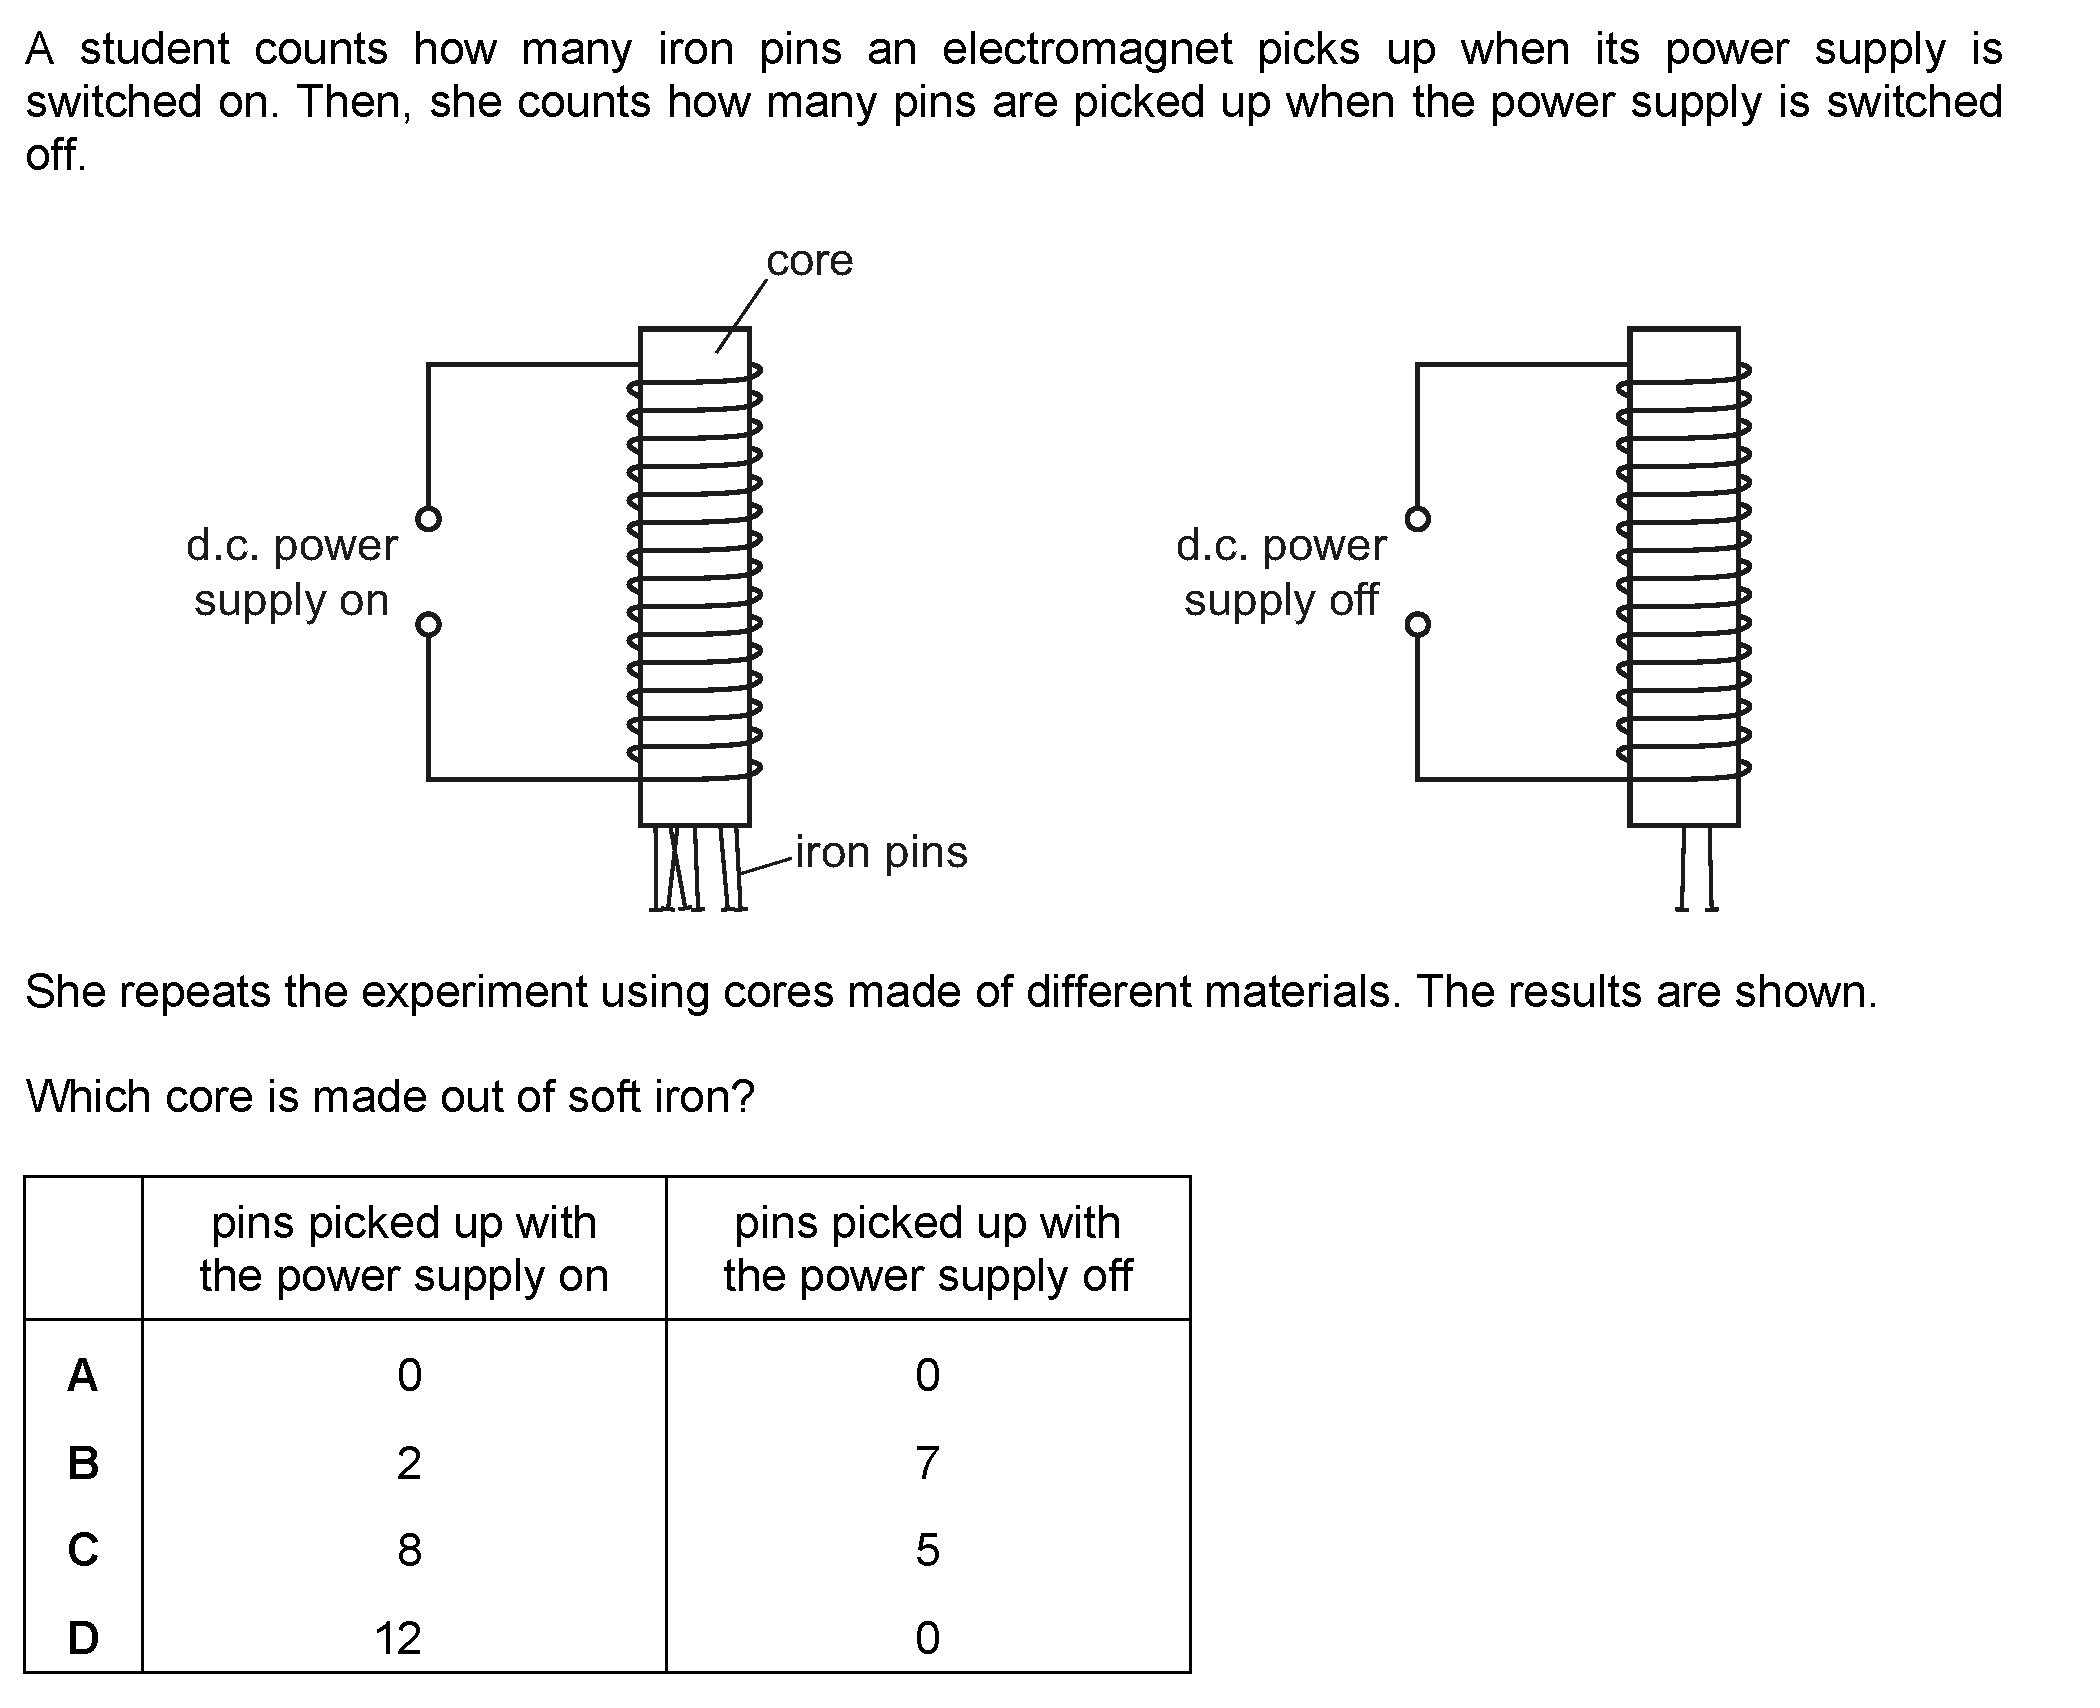 A student counts how many iron pins an electromagnet picks up when its power supply is
switched on. Then, she counts how many pins are picked up when the power supply is switched
off.
core
d.c. power
supply on
d.c. power
supply off
iron pins
She repeats the experiment using cores made of different materials. The results are shown.
Which core is made out of soft iron?
pins picked up with
the power supply on
pins picked up with
the power supply off
A 0 0
B 2 7
C 8 5
D 12 0